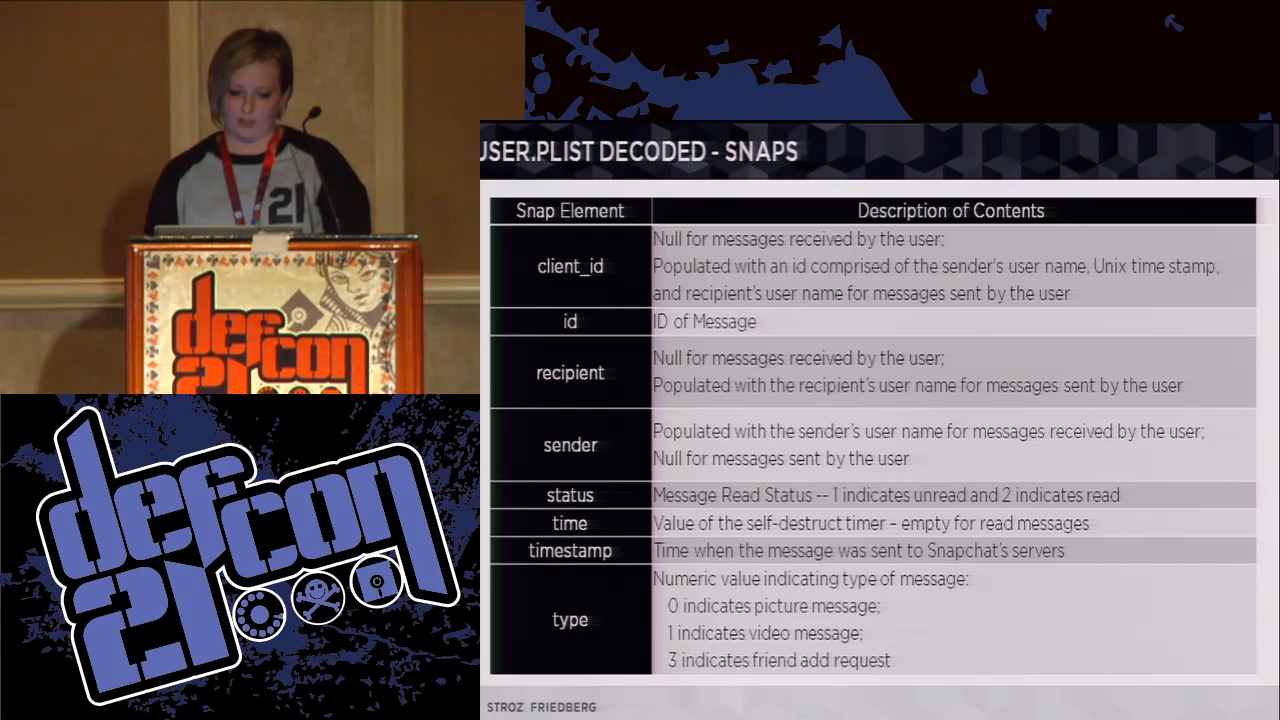 21
defcon
21
defcon
21
USER.PLIST DECODED - SNAPS
Snap Element Description of Contents
client_id Null for messages received by the user;
Populated with an id comprised of the sender's user name, Unix time stamp,
and recipient's user name for messages sent by the user
id ID of Message
recipient Null for messages received by the user;
Populated with the recipient's user name for messages sent by the user
sender Populated with the sender's user name for messages received by the user;
Null for messages sent by the user
status Message Read Status -- 1 indicates unread and 2 indicates read
time Value of the self-destruct timer – empty for read messages
timestamp Time when the message was sent to Snapchat's servers
type Numeric value indicating type of message:
0 indicates picture message;
1 indicates video message;
3 indicates friend add request
STROZ FRIEDBERG